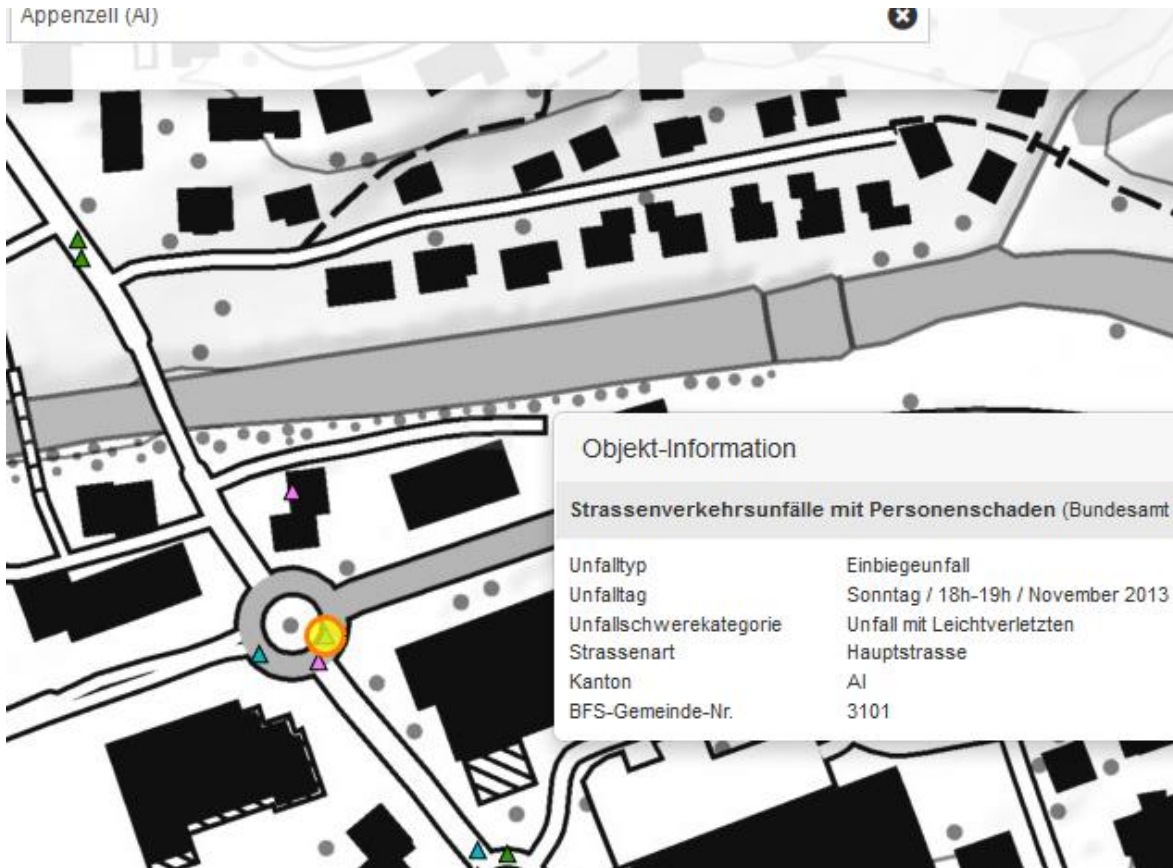 Appenzell (AI)
Objekt-Information
Strassenverkehrsunfälle mit Personenschaden (Bundesamt
Unfalltyp Einbiegeunfall
Unfalltag Sonntag / 18h-19h / November 2013
Unfallschwerekategorie Unfall mit Leichtverletzten
Strassenart Hauptstrasse
Kanton AI
BFS-Gemeinde-Nr. 3101